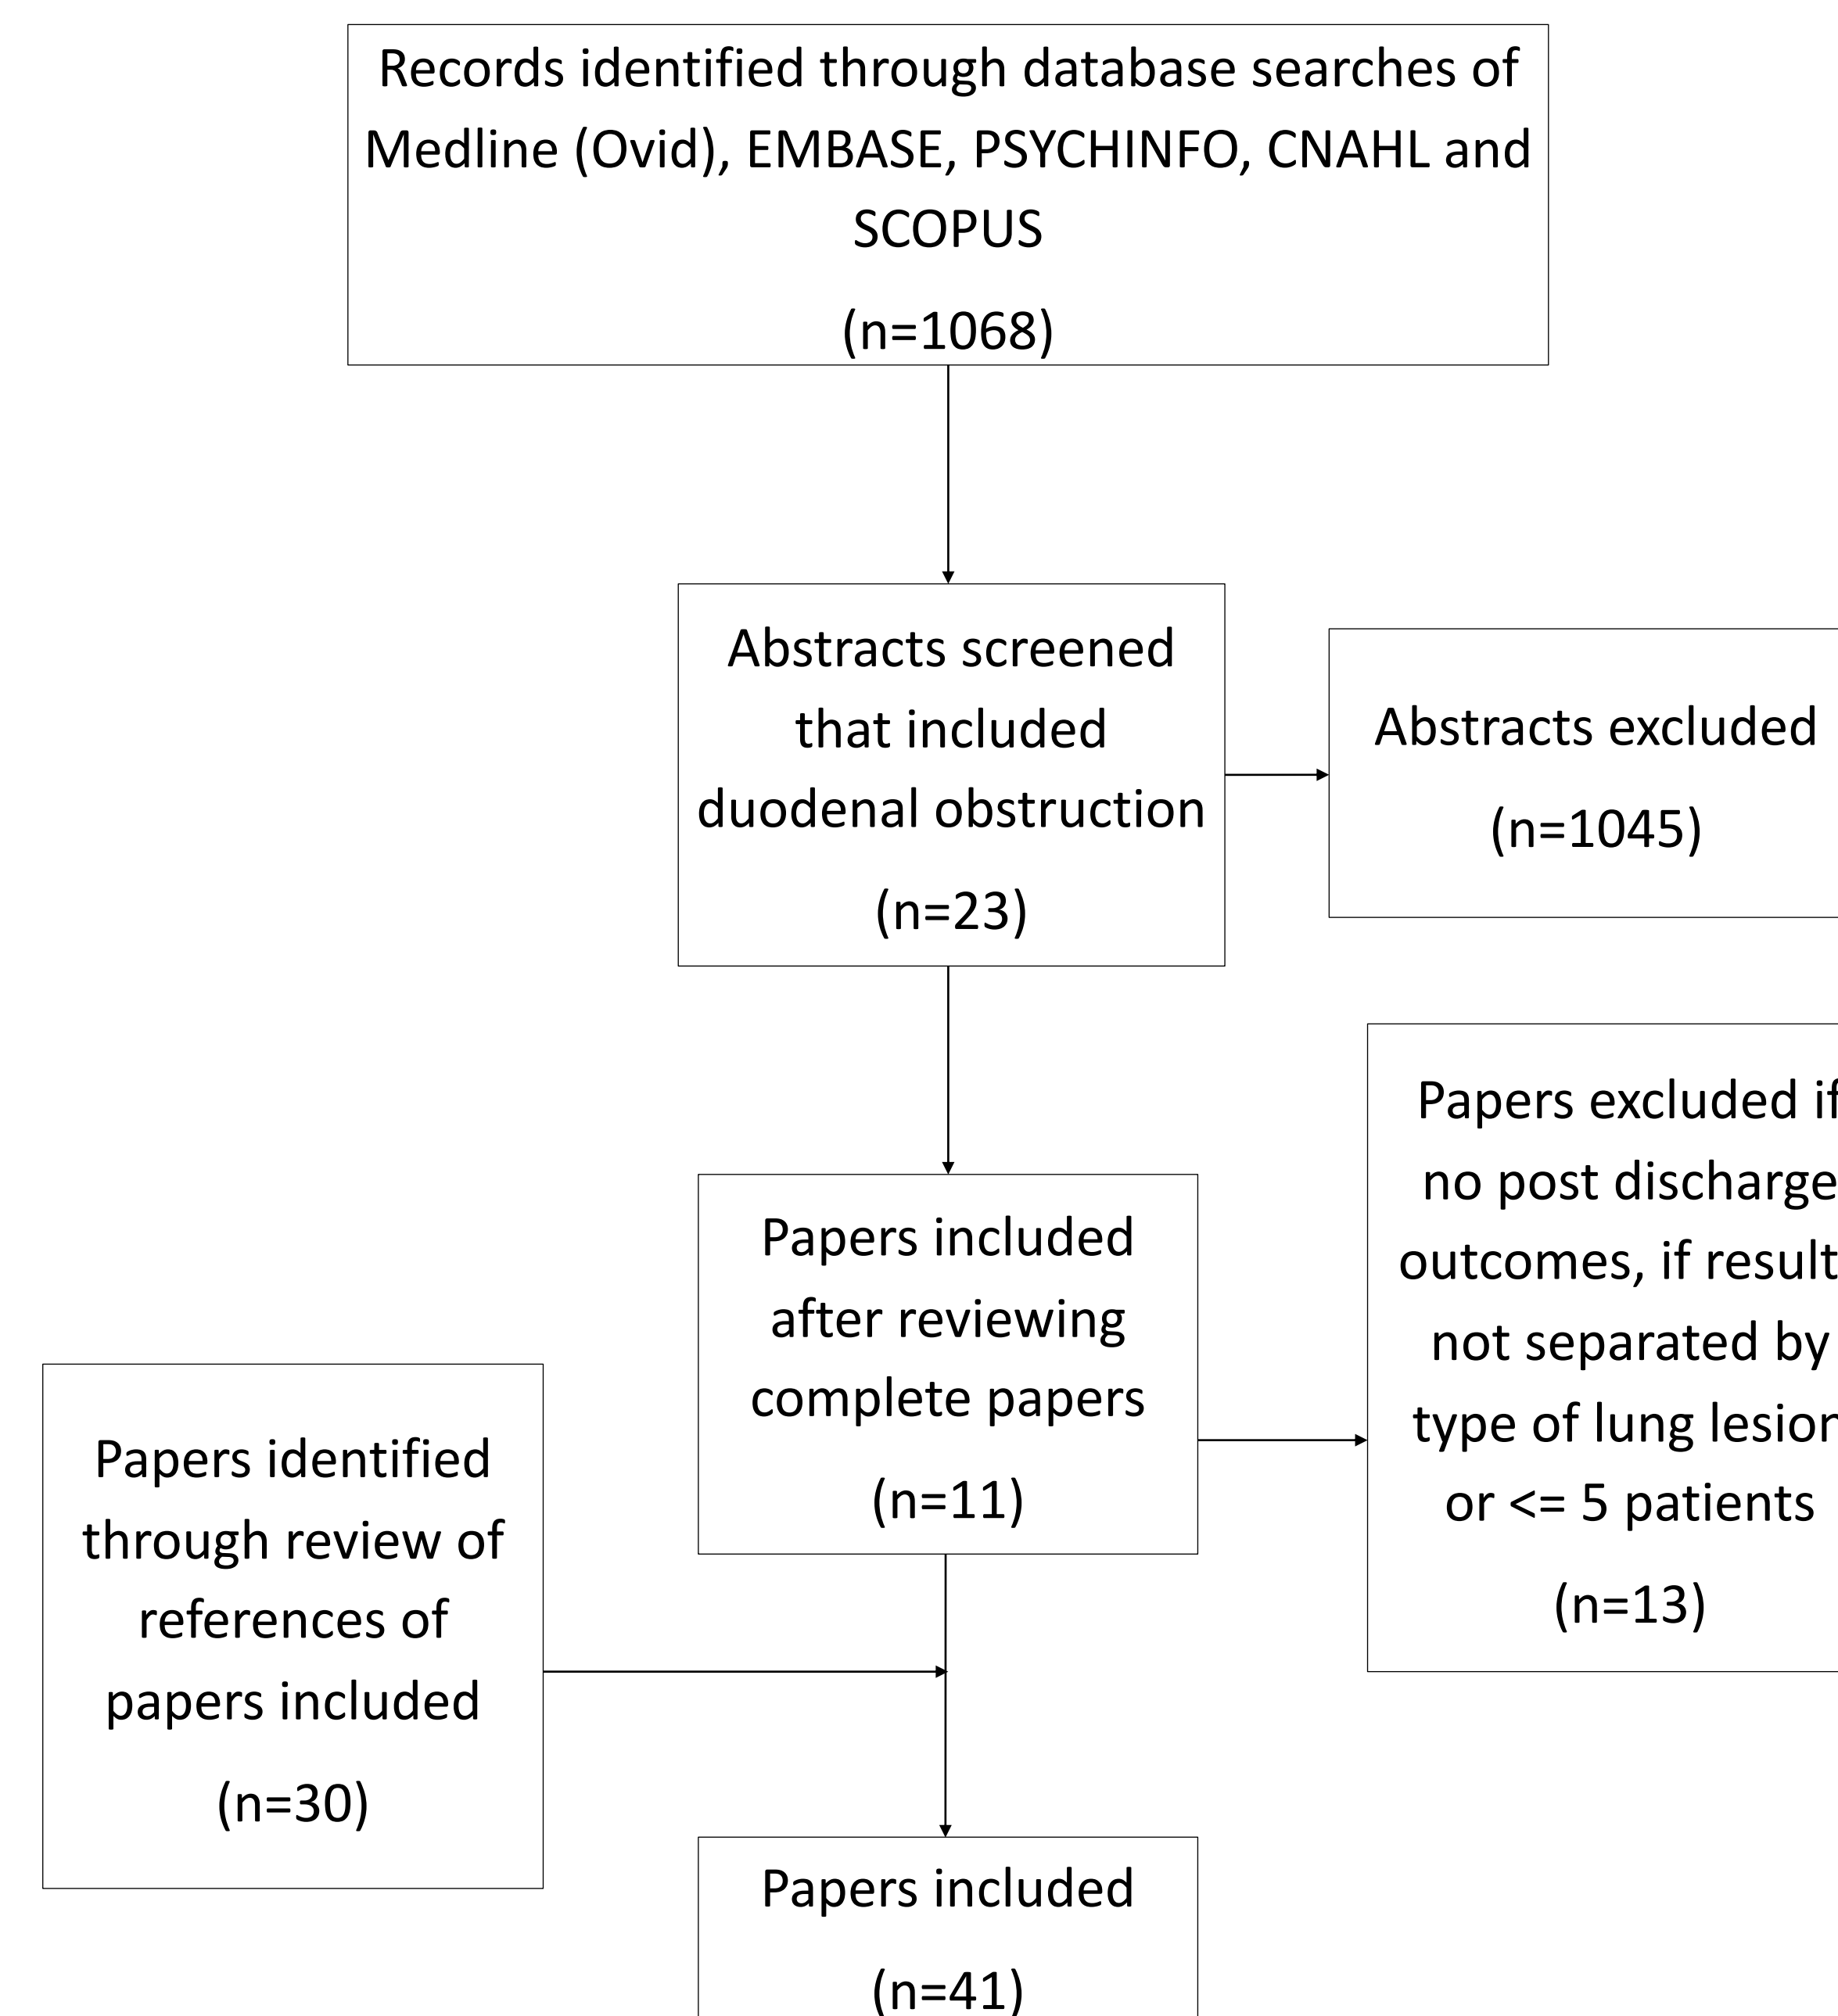 Records identified through database searches of
Medline (Ovid), EMBASE, PSYCHINFO, CNAHL and
SCOPUS
(n=1068)
Abstracts screened
that included
duodenal obstruction
(n=23)
Abstracts excluded
(n=1045)
Papers included
after reviewing
complete papers
(n=11)
Papers excluded if
no post discharge
outcomes, if result
not separated by
type of lung lesion
or <= 5 patients
(n=13)
Papers identified
through review of
references of
papers included
(n=30)
Papers included
(n=41)